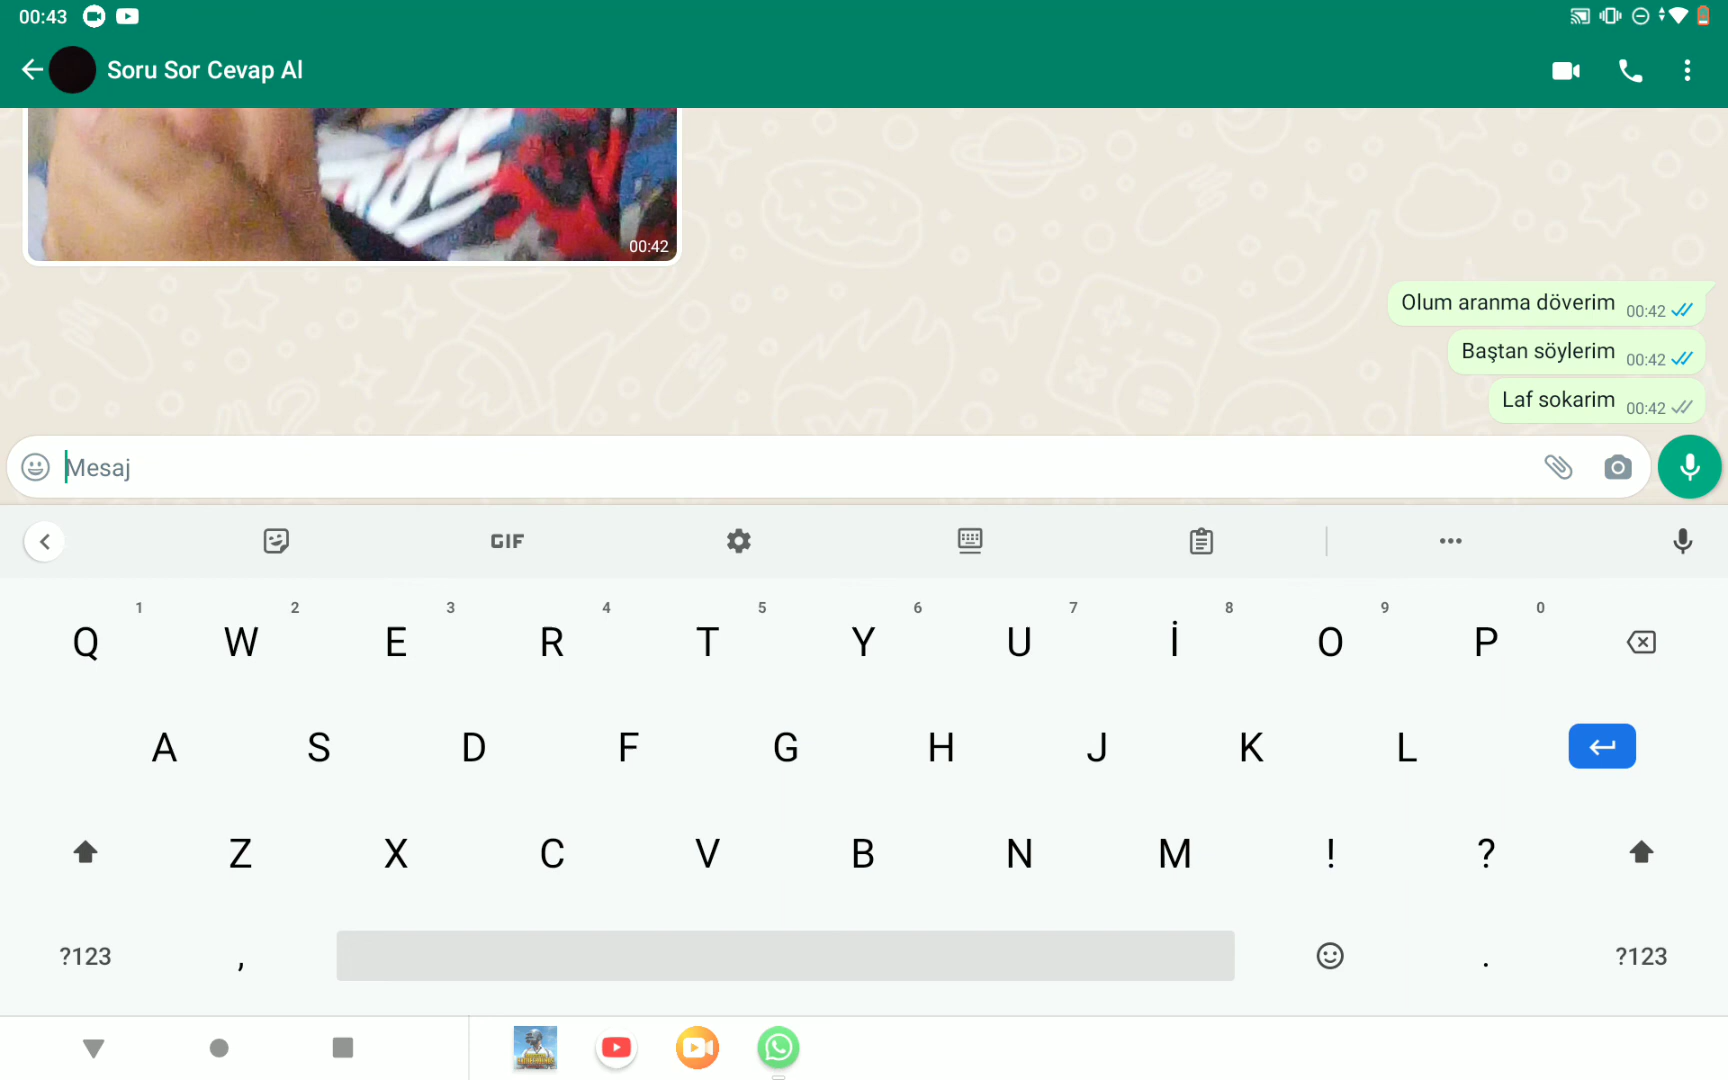 00:43
Soru Sor Cevap Al
00:42
Olum aranma döverim 00:42
Baştan söylerim 00:42
Laf sokarim 00:42
Mesaj
GIF
1 2 3 4 5 6 7 8 9 0
Q W E R T Y U İ O P
A S D F G H J K L
Z X C V B N M ! ?
?123 , . ?123